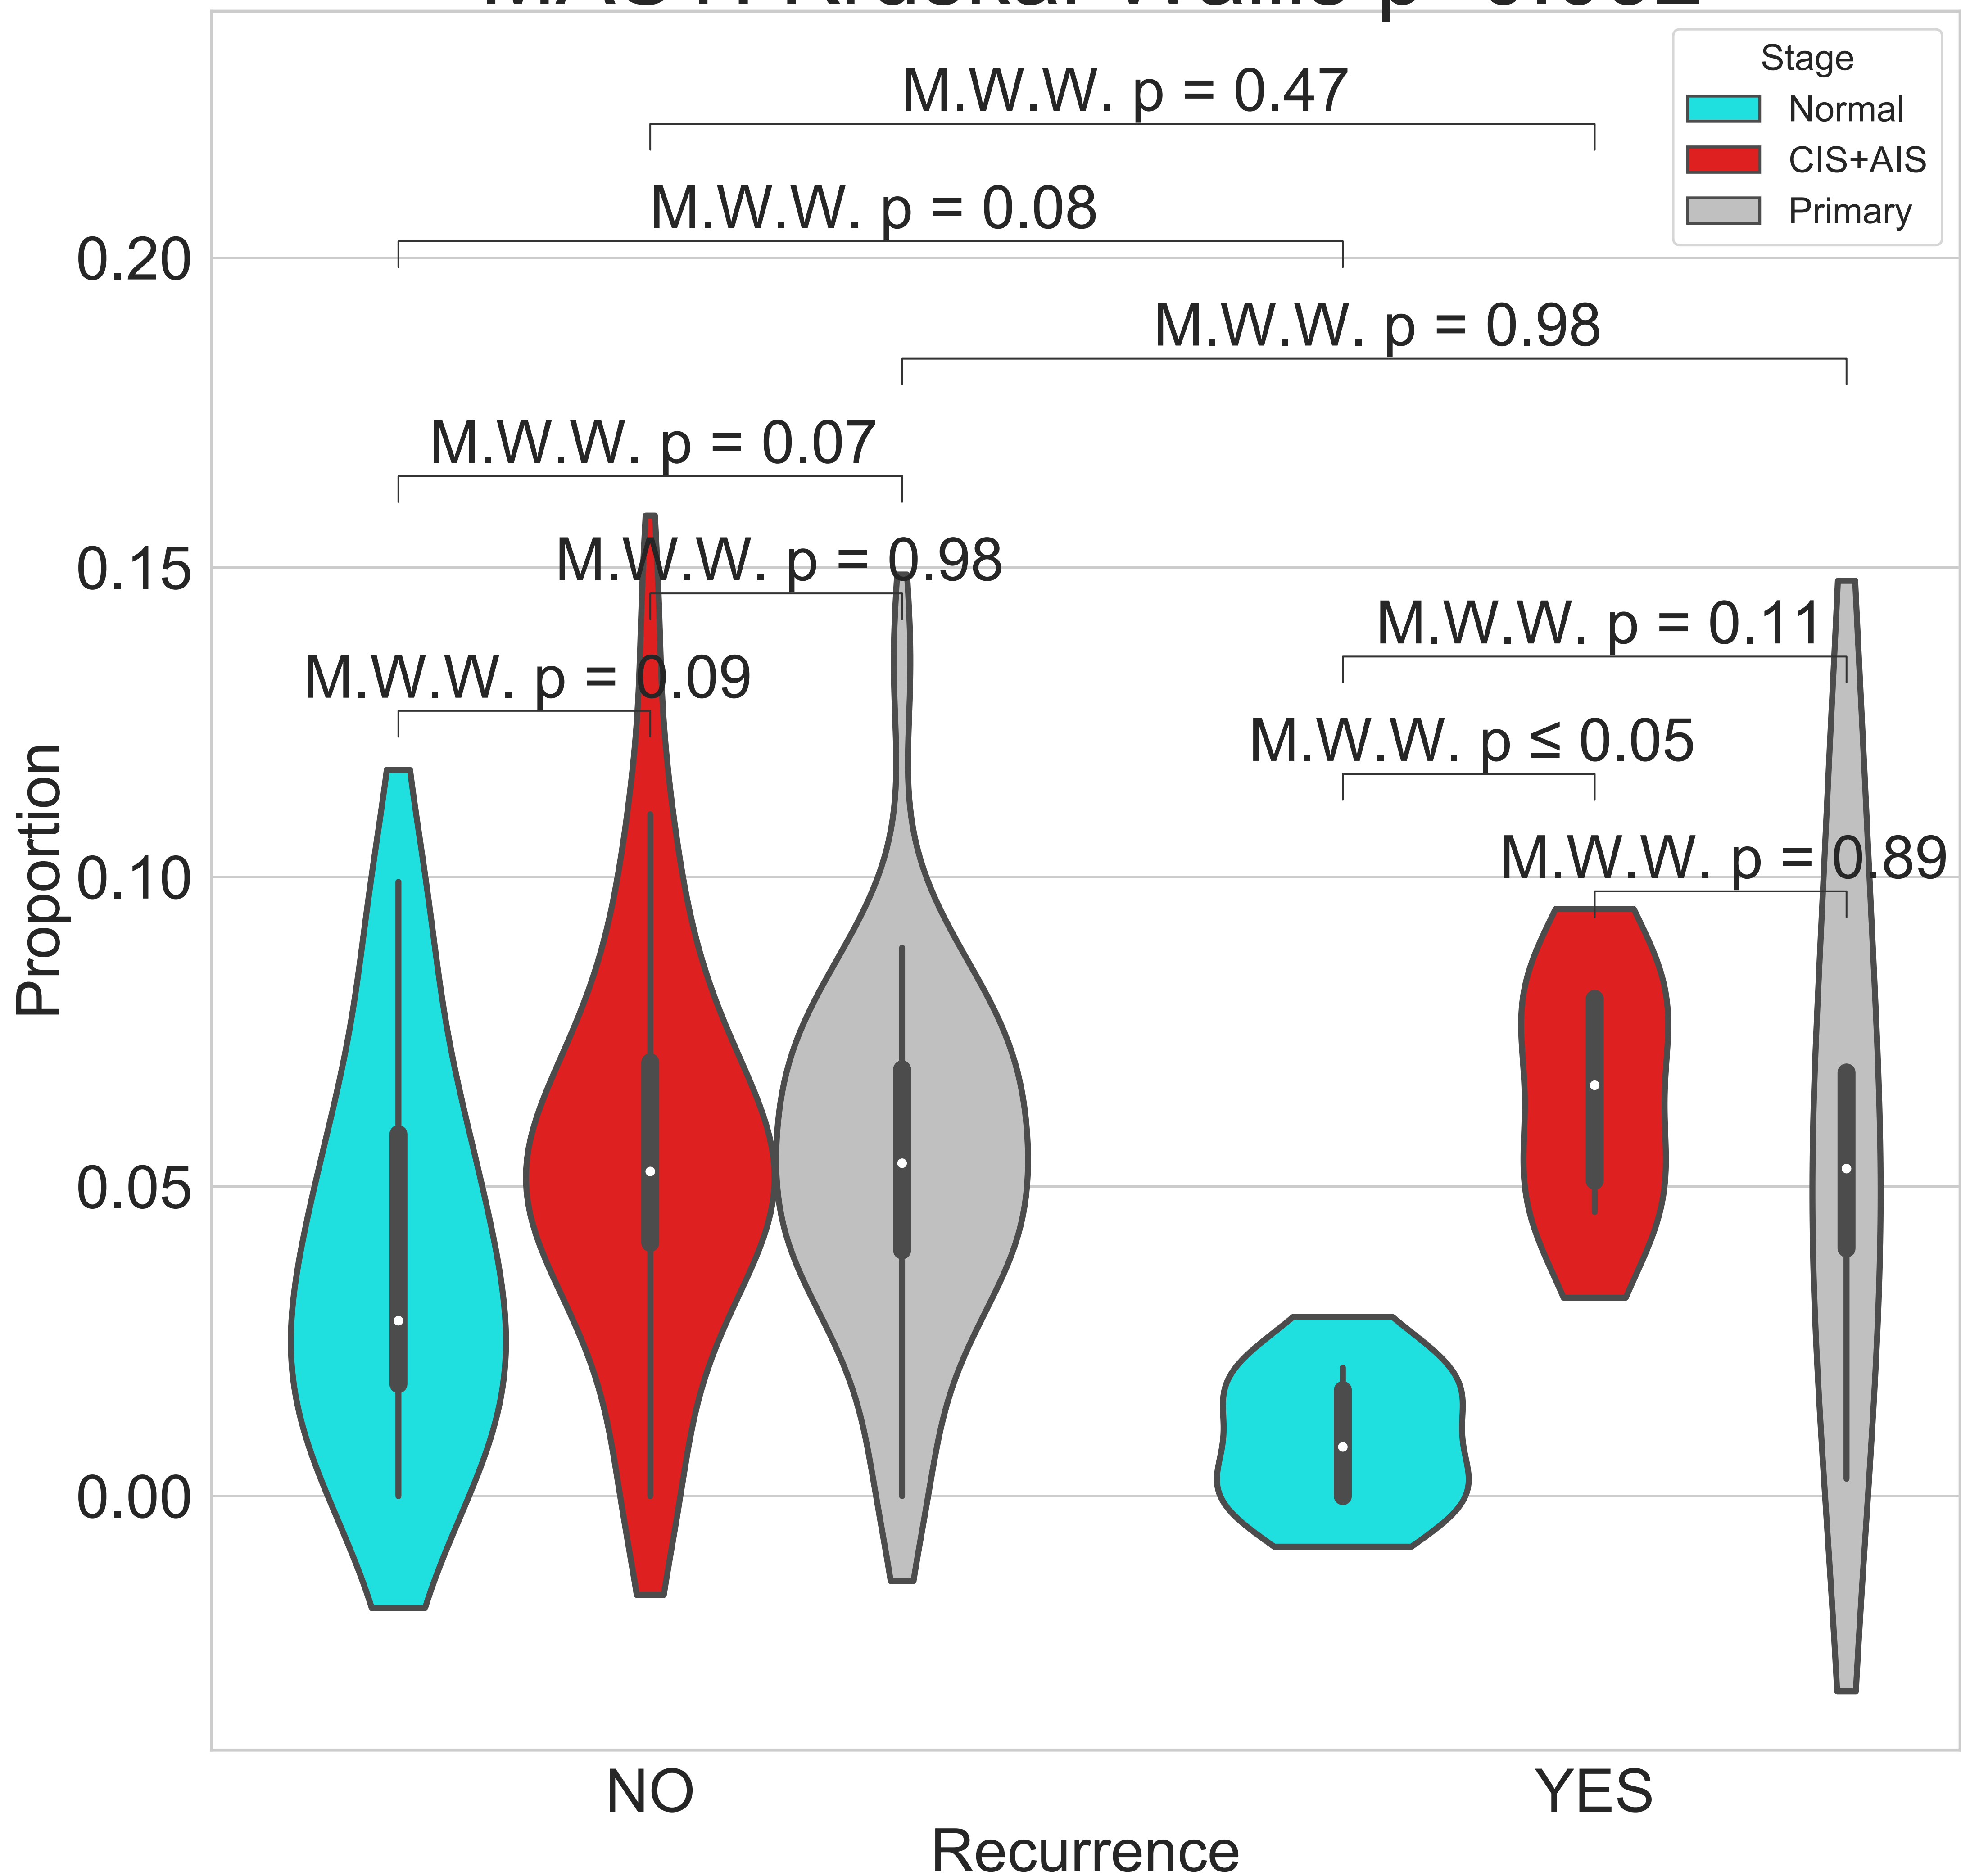 Stage
Normal
CIS+AIS
Primary
M.W.W. p = 0.47
M.W.W. p = 0.08
M.W.W. p = 0.98
M.W.W. p = 0.07
M.W.W. p = 0.98
M.W.W. p = 0.09
M.W.W. p = 0.11
M.W.W. p ≤ 0.05
M.W.W. p = 0.89
0.20
0.15
0.10
0.05
0.00
Proportion
NO
YES
Recurrence